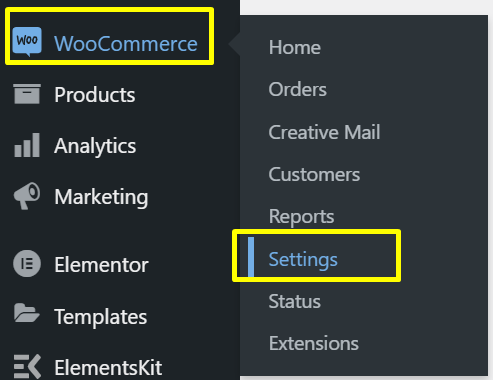 Woo WooCommerce
Products
Analytics
Marketing
Elementor
Templates
ElementsKit
Home
Orders
Creative Mail
Customers
Reports
Settings
Status
Extensions